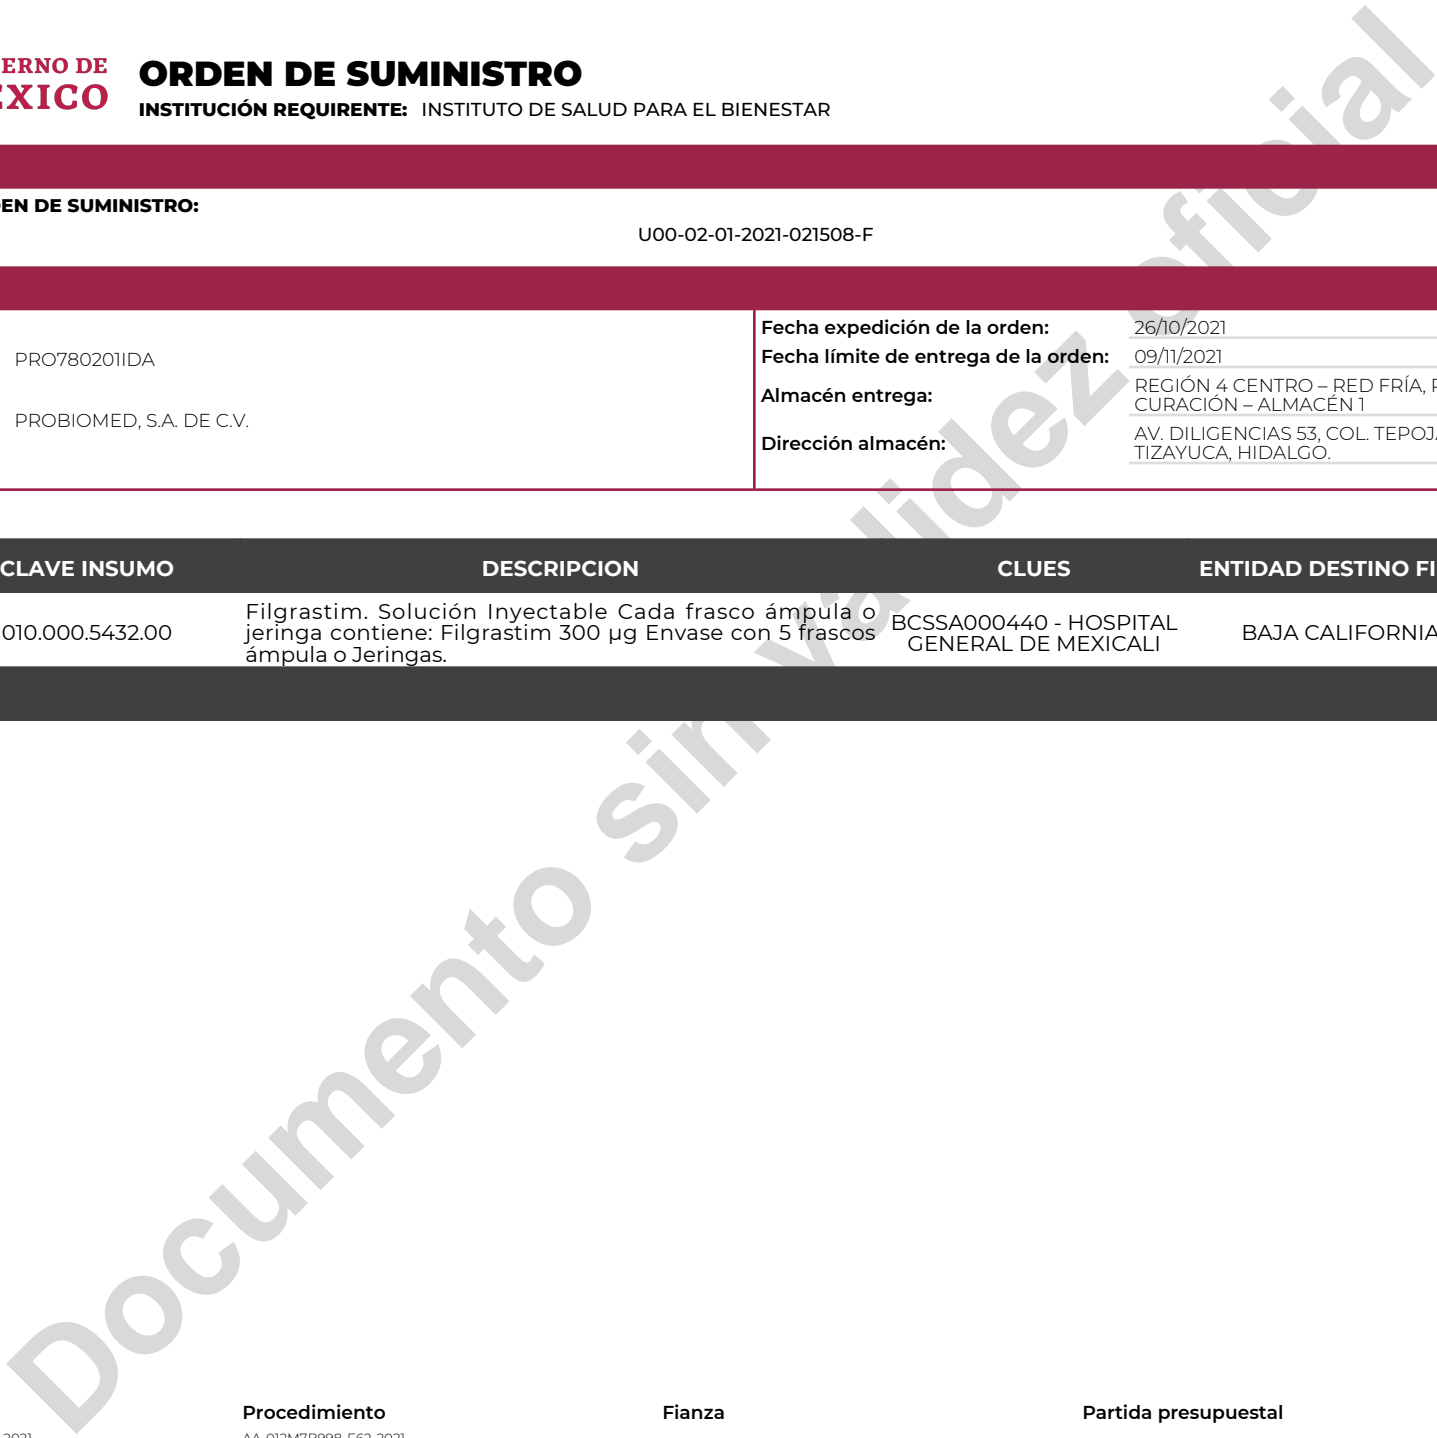 ERNO DE
EXICO
ORDEN DE SUMINISTRO
INSTITUCIÓN REQUIRENTE: INSTITUTO DE SALUD PARA EL BIENESTAR
EN DE SUMINISTRO:
U00-02-01-2021-021508-F
PRO780201IDA
PROBIOMED, S.A. DE C.V.
Fecha expedición de la orden: 26/10/2021
Fecha límite de entrega de la orden: 09/11/2021
Almacén entrega: REGIÓN 4 CENTRO – RED FRÍA,
CURACIÓN – ALMACÉN 1
Dirección almacén: AV. DILIGENCIAS 53, COL. TEPOJ
TIZAYUCA, HIDALGO.
CLAVE INSUMO DESCRIPCION CLUES ENTIDAD DESTINO FI
010.000.5432.00
Filgrastim. Solución Inyectable Cada frasco ámpula o
jeringa contiene: Filgrastim 300 µg Envase con 5 frascos
ámpula o Jeringas.
BCSSA000440 - HOSPITAL
GENERAL DE MEXICALI
BAJA CALIFORNIA
Documento sin validez oficial
Procedimiento Fianza Partida presupuestal